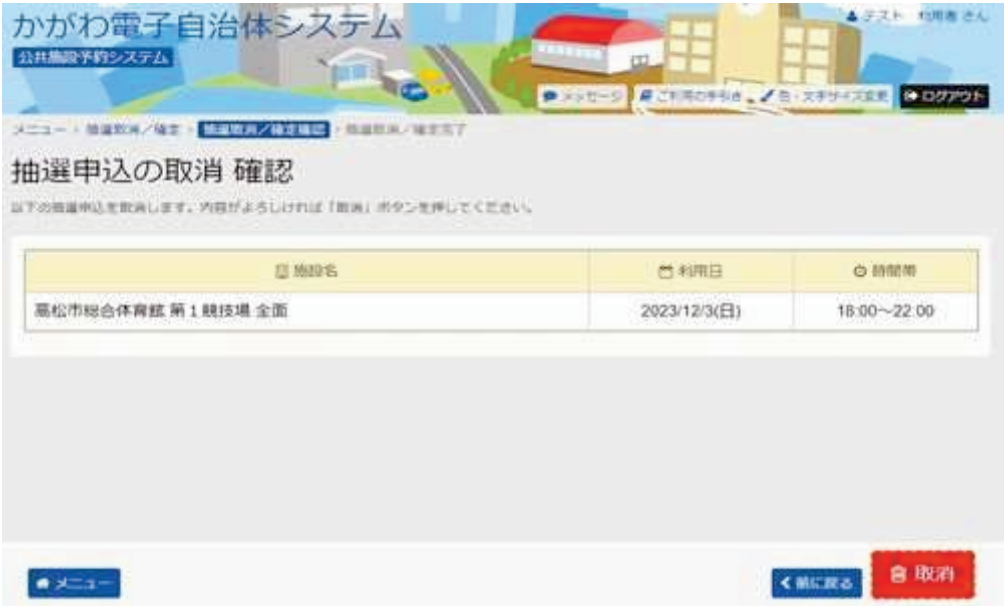 かがわ電子自治体システム
公共施設予約システム
テスト 利用者 さん
メッセージ ご利用の手引き 色・文字サイズ変更 ログアウト
メニュー › 抽選取消／確定 › 抽選取消／確定確認 › 抽選取消／確定完了
抽選申込の取消 確認
以下の抽選申込を取消します。内容がよろしければ「取消」ボタンを押してください。
施設名 利用日 時間帯
高松市総合体育館 第１競技場 全面 2023/12/3(日) 18:00～22:00
メニュー 前に戻る 取消